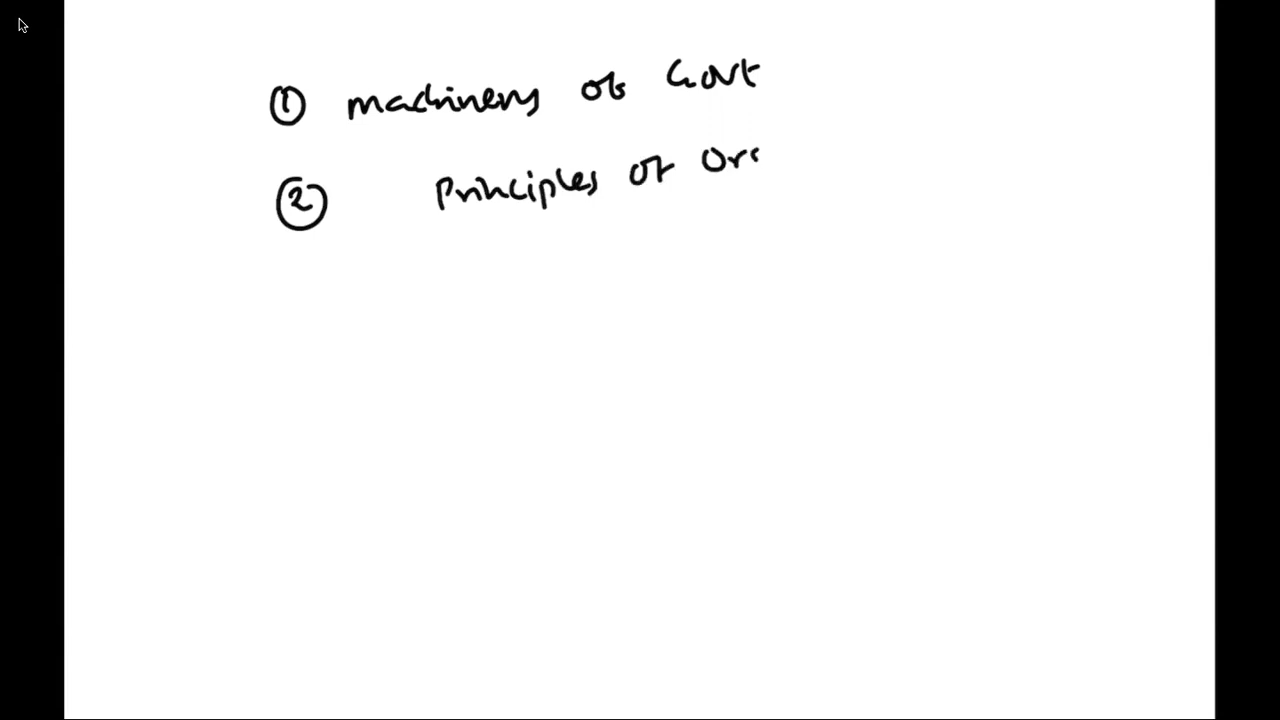 ① machinery of Govt
② Principles of Or